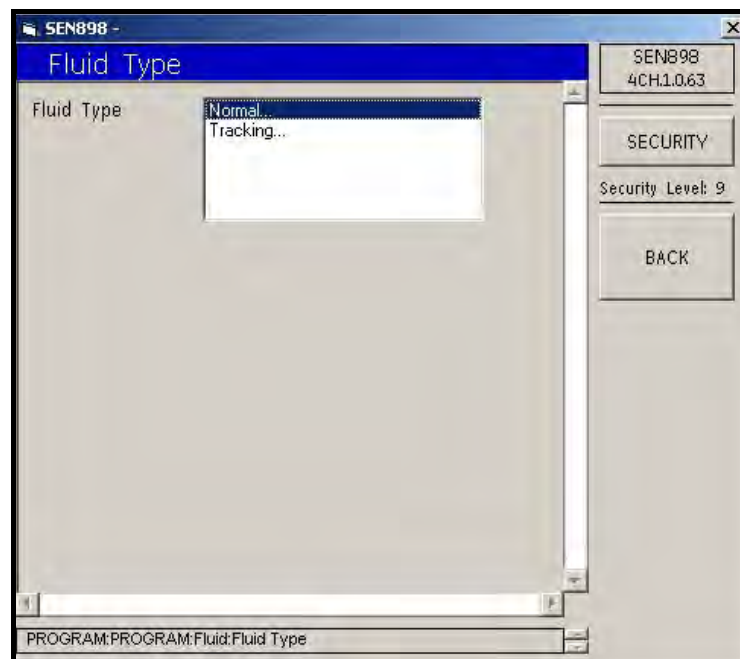 SEN898 -
Fluid Type
SEN898
4CH.1.0.63
Fluid Type
Normal...
Tracking...
SECURITY
Security Level: 9
BACK
PROGRAM:PROGRAM:Fluid:Fluid Type